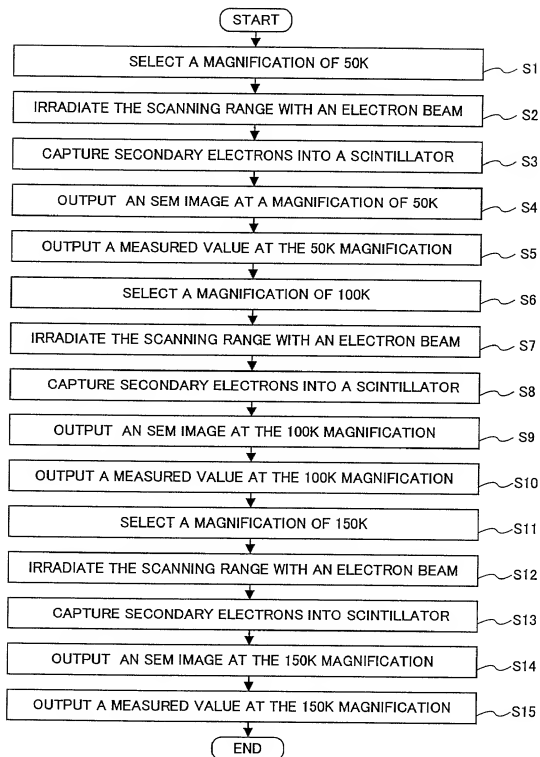 START
SELECT A MAGNIFICATION OF 50K
S1
IRRADIATE THE SCANNING RANGE WITH AN ELECTRON BEAM
S2
CAPTURE SECONDARY ELECTRONS INTO A SCINTILLATOR
S3
OUTPUT AN SEM IMAGE AT A MAGNIFICATION OF 50K
S4
OUTPUT A MEASURED VALUE AT THE 50K MAGNIFICATION
S5
SELECT A MAGNIFICATION OF 100K
S6
IRRADIATE THE SCANNING RANGE WITH AN ELECTRON BEAM
S7
CAPTURE SECONDARY ELECTRONS INTO A SCINTILLATOR
S8
OUTPUT AN SEM IMAGE AT THE 100K MAGNIFICATION
S9
OUTPUT A MEASURED VALUE AT THE 100K MAGNIFICATION
S10
SELECT A MAGNIFICATION OF 150K
S11
IRRADIATE THE SCANNING RANGE WITH AN ELECTRON BEAM
S12
CAPTURE SECONDARY ELECTRONS INTO SCINTILLATOR
S13
OUTPUT AN SEM IMAGE AT THE 150K MAGNIFICATION
S14
OUTPUT A MEASURED VALUE AT THE 150K MAGNIFICATION
S15
END